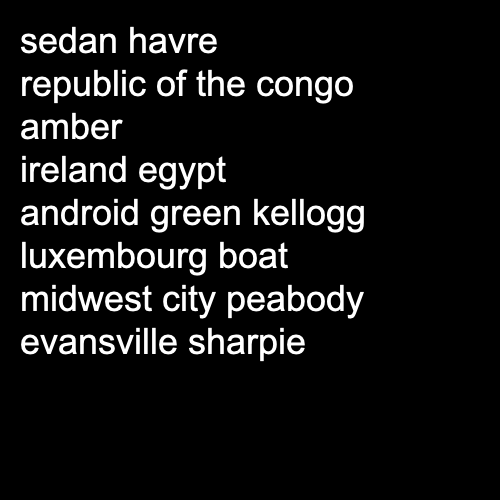 sedan havre
republic of the congo
amber
ireland egypt
android green kellogg
luxembourg boat
midwest city peabody
evansville sharpie